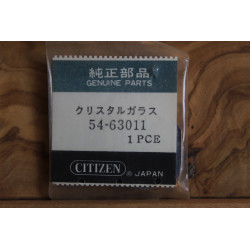 純正部品
GENUINE PARTS
クリスタルガラス
54-63011
1 PCE
CITIZEN
® JAPAN